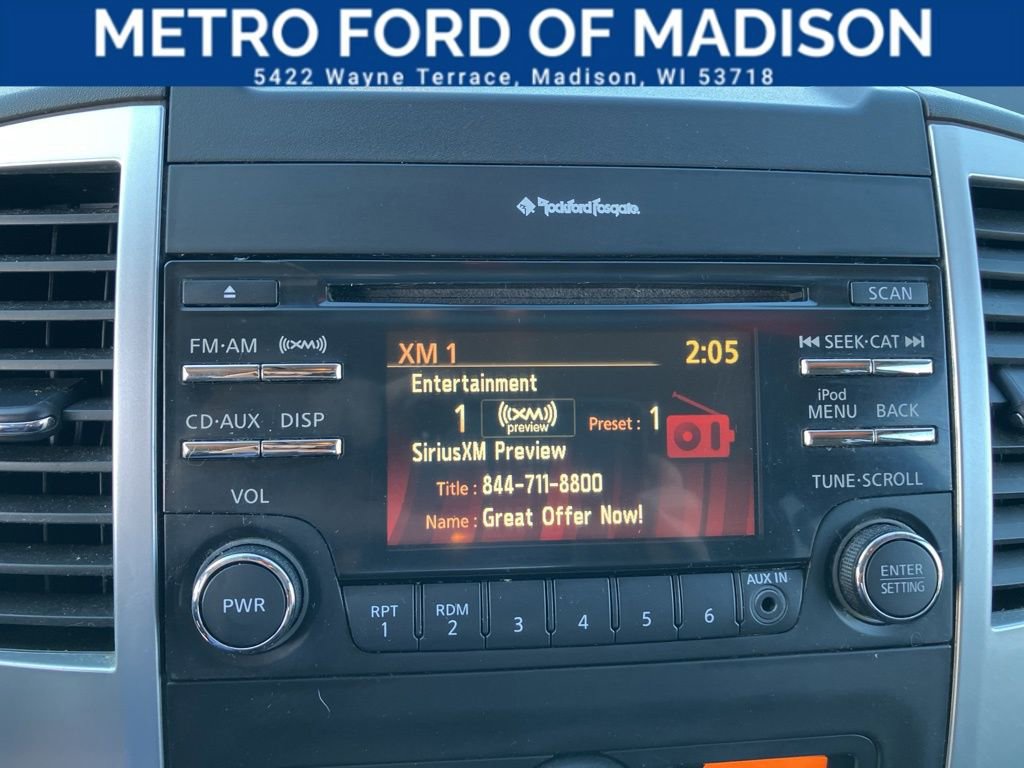 METRO FORD OF MADISON
5422 Wayne Terrace, Madison, WI 53718
Rockford Fosgate
SCAN
FM·AM XM
SEEK·CAT
CD·AUX DISP
iPod
MENU BACK
VOL
TUNE·SCROLL
XM 1 2:05
Entertainment
1 XM preview Preset : 1
SiriusXM Preview
Title : 844-711-8800
Name : Great Offer Now!
PWR
ENTER
SETTING
RPT
1
RDM
2
3
4
5
6
AUX IN